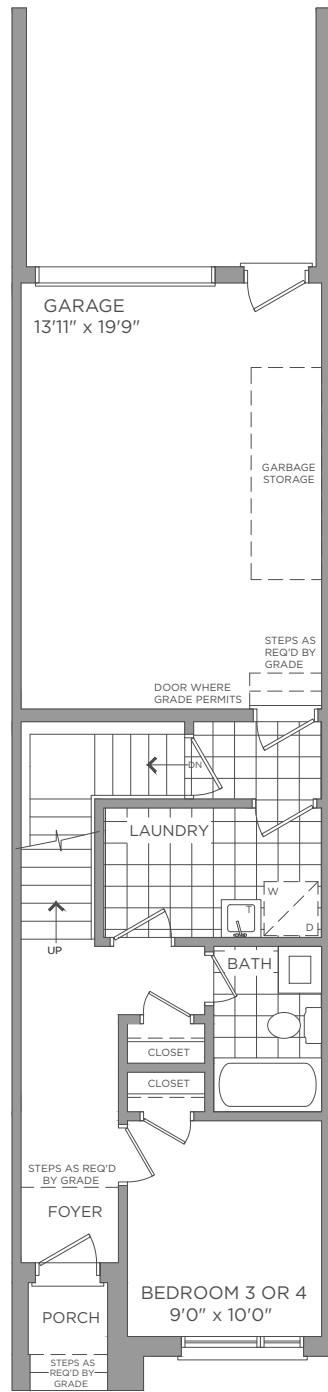 GARAGE
13'11" x 19'9"
GARBAGE
STORAGE
STEPS AS
REQ'D BY
GRADE
DOOR WHERE
GRADE PERMITS
DN
LAUNDRY
W
T
D
UP
BATH
CLOSET
CLOSET
STEPS AS REQ'D
BY GRADE
FOYER
BEDROOM 3 OR 4
9'0" x 10'0"
PORCH
STEPS AS
REQ'D BY
GRADE